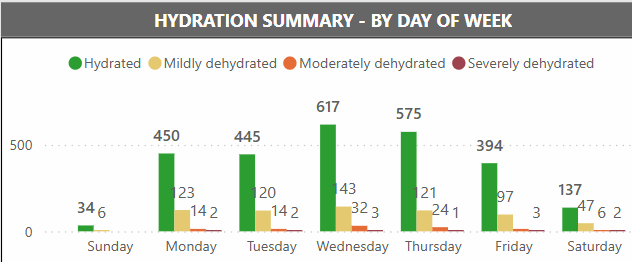 HYDRATION SUMMARY - BY DAY OF WEEK
Hydrated Mildly dehydrated Moderately dehydrated Severely dehydrated
617
575
450 445
394
500
143
123 120 121
137
97
34 6 14 2 14 2 32 3 24 1 3 47 6 2
0
Sunday Monday Tuesday Wednesday Thursday Friday Saturday